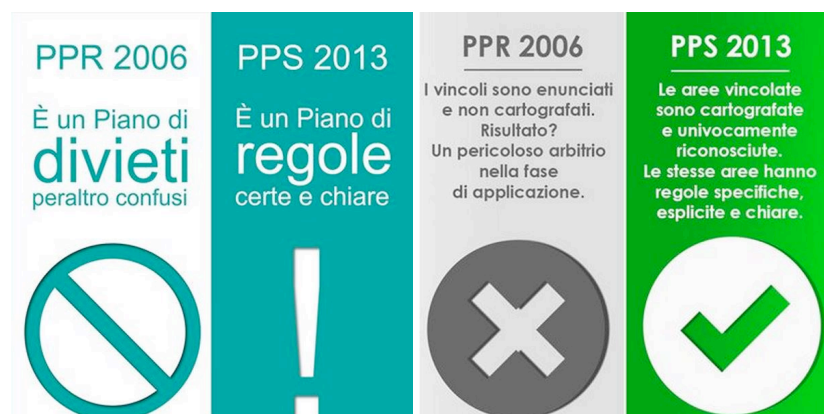 PPR 2006
È un Piano di
divieti
peraltro confusi
PPS 2013
È un Piano di
regole
certe e chiare
PPR 2006
I vincoli sono enunciati
e non cartografati.
Risultato?
Un pericoloso arbitrio
nella fase
di applicazione.
PPS 2013
Le aree vincolate
sono cartografate
e univocamente
riconosciute.
Le stesse aree hanno
regole specifiche,
esplicite e chiare.